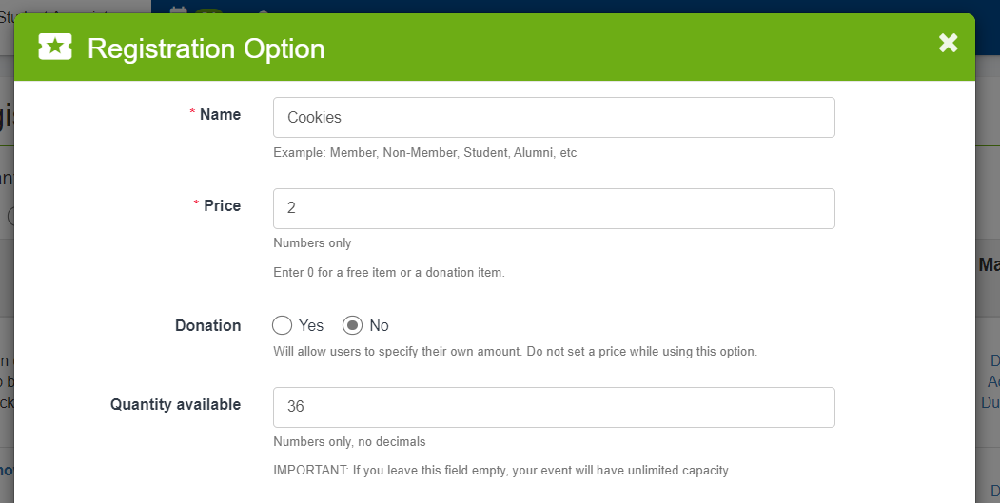 Registration Option
* Name
Cookies
Example: Member, Non-Member, Student, Alumni, etc
* Price
2
Numbers only
Enter 0 for a free item or a donation item.
Donation
Yes No
Will allow users to specify their own amount. Do not set a price while using this option.
Quantity available
36
Numbers only, no decimals
IMPORTANT: If you leave this field empty, your event will have unlimited capacity.